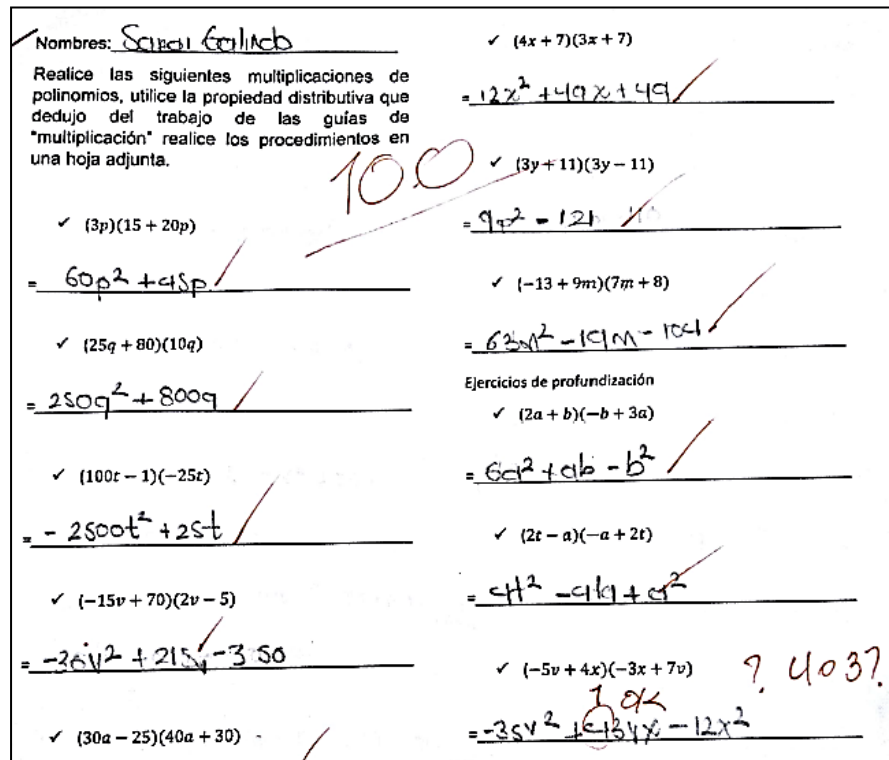 Nombres: Sarai Galindo
Realice las siguientes multiplicaciones de
polinomios, utilice la propiedad distributiva que
dedujo del trabajo de las guías de
"multiplicación" realice los procedimientos en
una hoja adjunta.
10.0
✓ (3p)(15 + 20p)
= 60p² + 45p
✓ (25q + 80)(10q)
= 250q² + 800q
✓ (100t − 1)(−25t)
= - 2500t² + 25t
✓ (−15v + 70)(2v − 5)
= -30v² + 215v - 350
✓ (30a − 25)(40a + 30)
✓ (4x + 7)(3x + 7)
= 12x² + 49x + 49
✓ (3y + 11)(3y − 11)
= 9y² - 121
✓ (−13 + 9m)(7m + 8)
= 63m² - 19m - 104
Ejercicios de profundización
✓ (2a + b)(−b + 3a)
= 6a² + ab - b²
✓ (2t − a)(−a + 2t)
= 4t² - 4ta + a²
✓ (−5v + 4x)(−3x + 7v)
? 4 o 3?
= -35v² + 43vx - 12x²